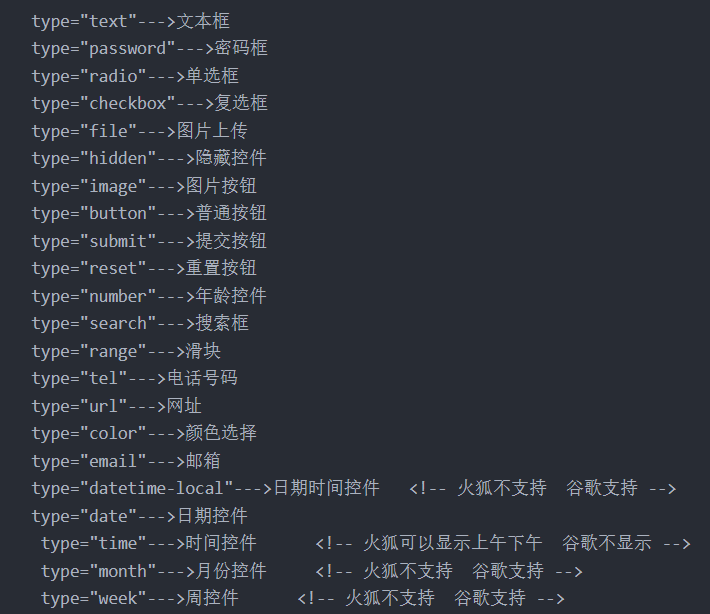 type="text"--->文本框
type="password"--->密码框
type="radio"--->单选框
type="checkbox"--->复选框
type="file"--->图片上传
type="hidden"--->隐藏控件
type="image"--->图片按钮
type="button"--->普通按钮
type="submit"--->提交按钮
type="reset"--->重置按钮
type="number"--->年龄控件
type="search"--->搜索框
type="range"--->滑块
type="tel"--->电话号码
type="url"--->网址
type="color"--->颜色选择
type="email"--->邮箱
type="datetime-local"--->日期时间控件   <!-- 火狐不支持  谷歌支持 -->
type="date"--->日期控件
type="time"--->时间控件      <!-- 火狐可以显示上午下午  谷歌不显示 -->
type="month"--->月份控件     <!-- 火狐不支持  谷歌支持 -->
type="week"--->周控件      <!-- 火狐不支持  谷歌支持 -->